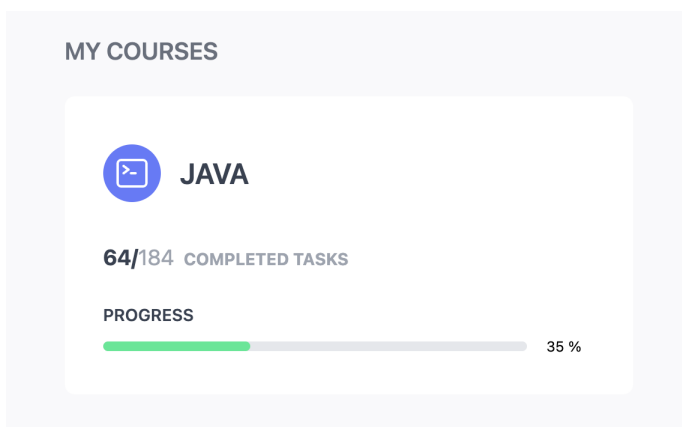 MY COURSES
>-
JAVA
64/184 COMPLETED TASKS
PROGRESS
35 %